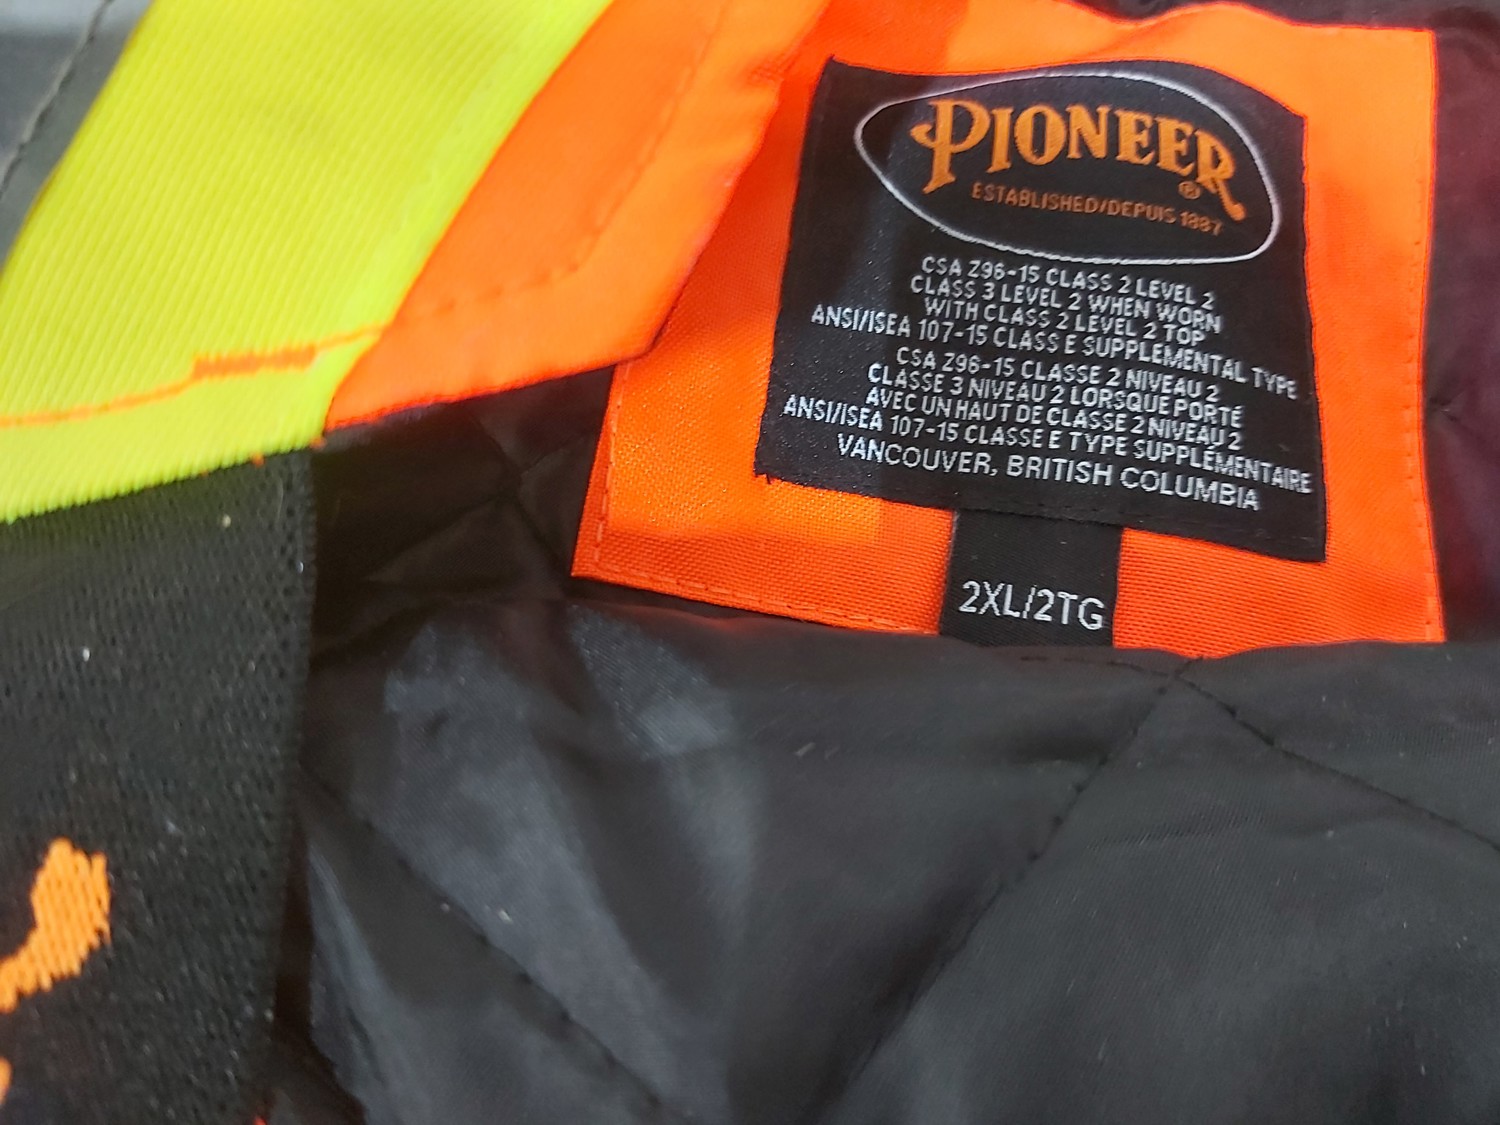 PIONEER®
ESTABLISHED/DEPUIS 1887
CSA Z96-15 CLASS 2 LEVEL 2
CLASS 3 LEVEL 2 WHEN WORN
WITH CLASS 2 LEVEL 2 TOP
ANSI/ISEA 107-15 CLASS E SUPPLEMENTAL TYPE
CSA Z96-15 CLASSE 2 NIVEAU 2
CLASSE 3 NIVEAU 2 LORSQUE PORTÉ
AVEC UN HAUT DE CLASSE 2 NIVEAU 2
ANSI/ISEA 107-15 CLASSE E TYPE SUPPLÉMENTAIRE
VANCOUVER, BRITISH COLUMBIA
2XL/2TG